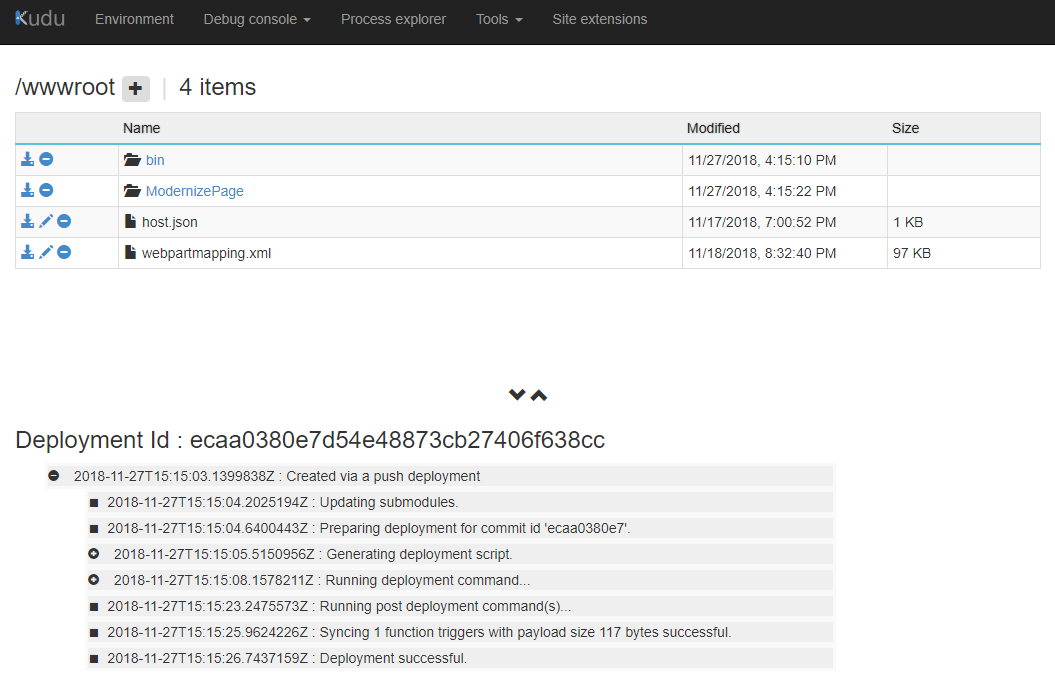 Kudu Environment Debug console Process explorer Tools Site extensions
/wwwroot + | 4 items
Name Modified Size
bin 11/27/2018, 4:15:10 PM
ModernizePage 11/27/2018, 4:15:22 PM
host.json 11/17/2018, 7:00:52 PM 1 KB
webpartmapping.xml 11/18/2018, 8:32:40 PM 97 KB
Deployment Id : ecaa0380e7d54e48873cb27406f638cc
2018-11-27T15:15:03.1399838Z : Created via a push deployment
2018-11-27T15:15:04.2025194Z : Updating submodules.
2018-11-27T15:15:04.6400443Z : Preparing deployment for commit id 'ecaa0380e7'.
2018-11-27T15:15:05.5150956Z : Generating deployment script.
2018-11-27T15:15:08.1578211Z : Running deployment command...
2018-11-27T15:15:23.2475573Z : Running post deployment command(s)...
2018-11-27T15:15:25.9624226Z : Syncing 1 function triggers with payload size 117 bytes successful.
2018-11-27T15:15:26.7437159Z : Deployment successful.